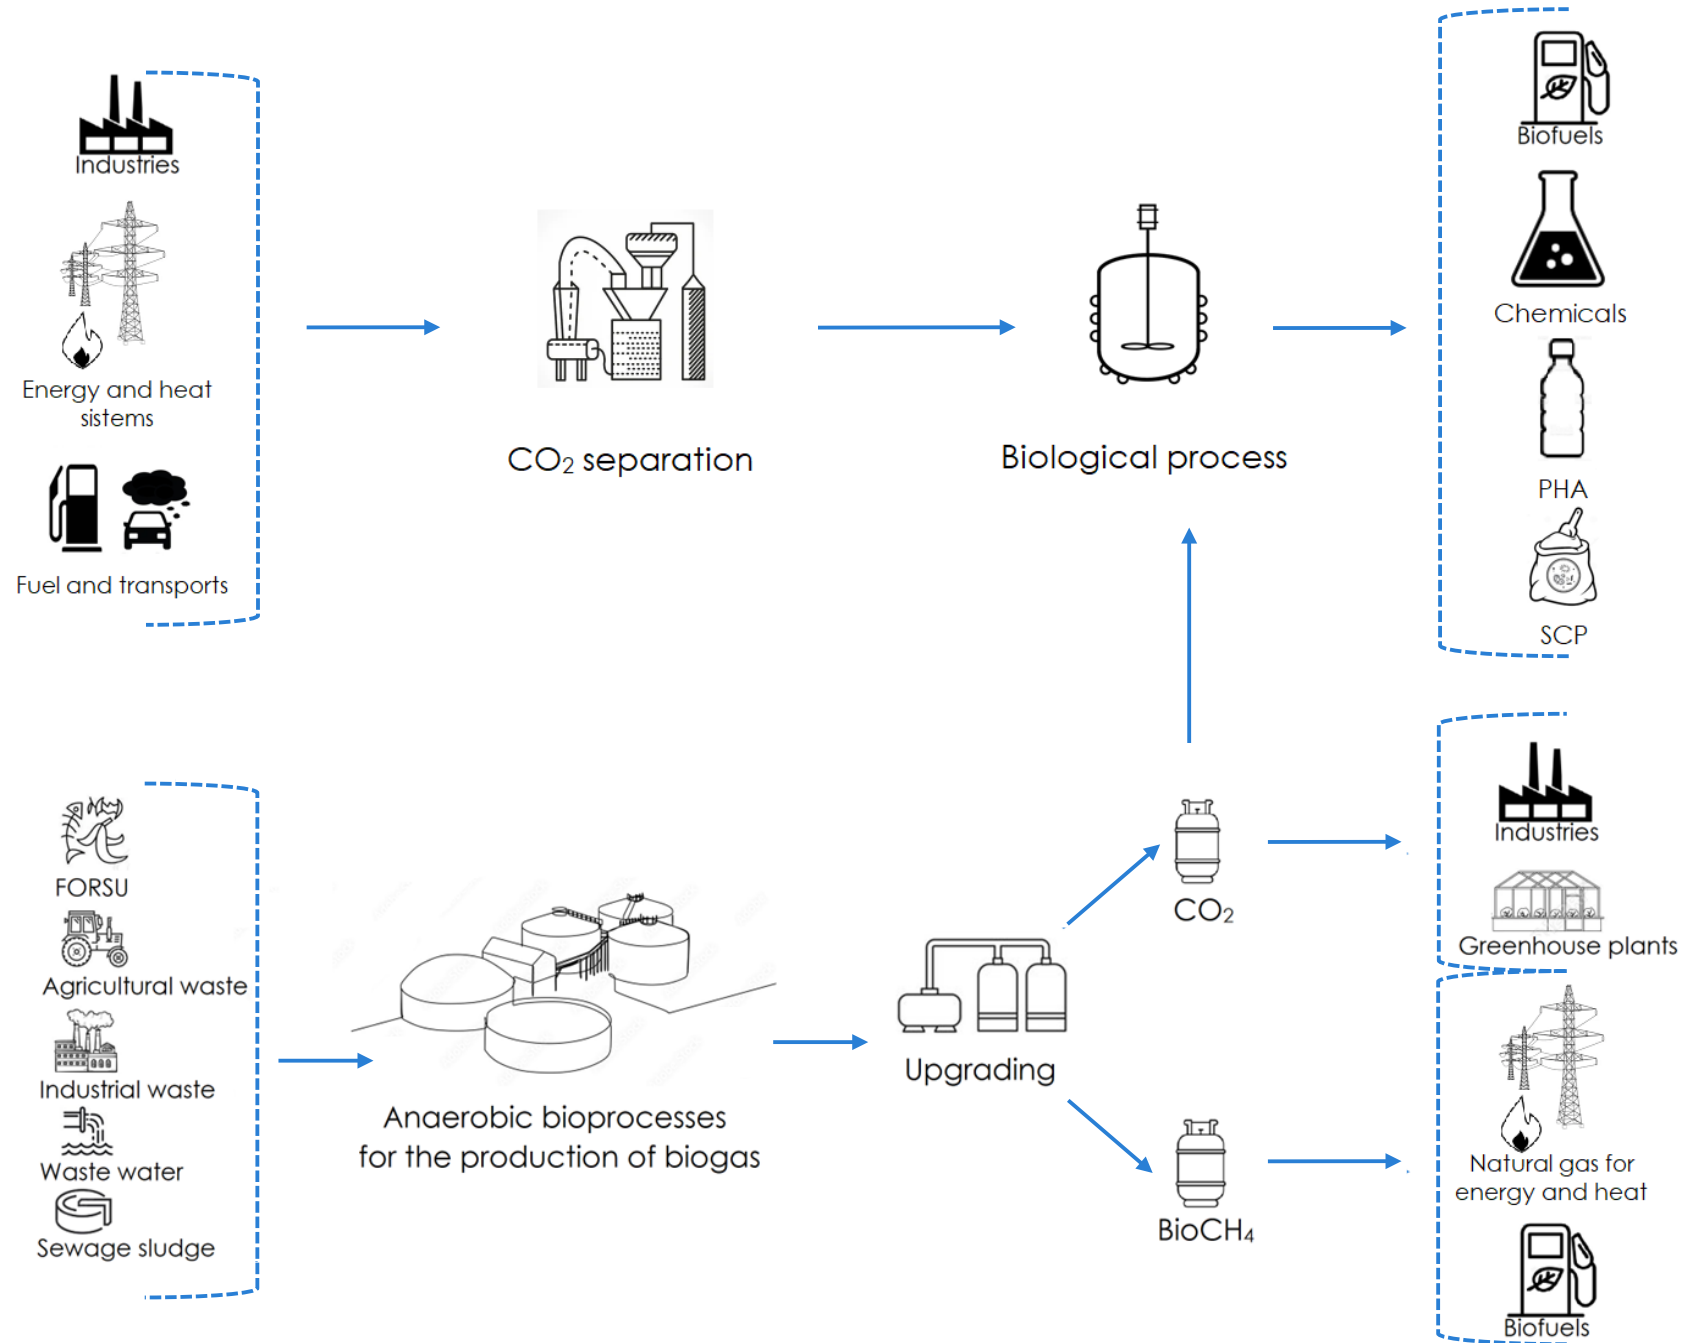 Industries
Energy and heat
sistems
Fuel and transports
CO₂ separation
Biological process
Biofuels
Chemicals
PHA
SCP
FORSU
Agricultural waste
Industrial waste
Waste water
Sewage sludge
Anaerobic bioprocesses
for the production of biogas
Upgrading
CO₂
BioCH₄
Industries
Greenhouse plants
Natural gas for
energy and heat
Biofuels